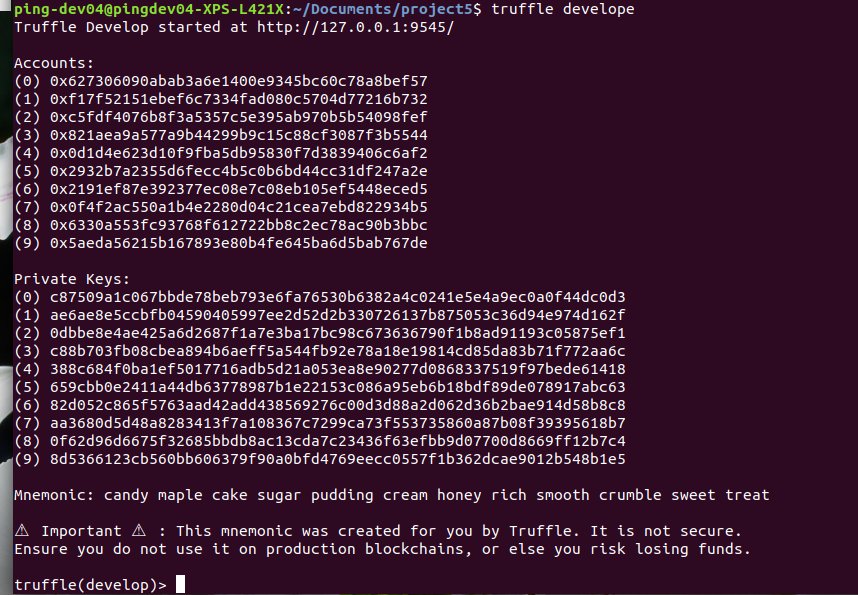 ping-dev04@pingdev04-XPS-L421X:~/Documents/project5$ truffle develope
Truffle Develop started at http://127.0.0.1:9545/
Accounts:
(0) 0x627306090abab3a6e1400e9345bc60c78a8bef57
(1) 0xf17f52151ebef6c7334fad080c5704d77216b732
(2) 0xc5fdf4076b8f3a5357c5e395ab970b5b54098fef
(3) 0x821aea9a577a9b44299b9c15c88cf3087f3b5544
(4) 0x0d1d4e623d10f9fba5db95830f7d3839406c6af2
(5) 0x2932b7a2355d6fecc4b5c0b6bd44cc31df247a2e
(6) 0x2191ef87e392377ec08e7c08eb105ef5448eced5
(7) 0x0f4f2ac550a1b4e2280d04c21cea7ebd822934b5
(8) 0x6330a553fc93768f612722bb8c2ec78ac90b3bbc
(9) 0x5aeda56215b167893e80b4fe645ba6d5bab767de
Private Keys:
(0) c87509a1c067bbde78beb793e6fa76530b6382a4c0241e5e4a9ec0a0f44dc0d3
(1) ae6ae8e5ccbfb04590405997ee2d52d2b330726137b875053c36d94e974d162f
(2) 0dbbe8e4ae425a6d2687f1a7e3ba17bc98c673636790f1b8ad91193c05875ef1
(3) c88b703fb08cbea894b6aeff5a544fb92e78a18e19814cd85da83b71f772aa6c
(4) 388c684f0ba1ef5017716adb5d21a053ea8e90277d0868337519f97bede61418
(5) 659cbb0e2411a44db63778987b1e22153c086a95eb6b18bdf89de078917abc63
(6) 82d052c865f5763aad42add438569276c00d3d88a2d062d36b2bae914d58b8c8
(7) aa3680d5d48a8283413f7a108367c7299ca73f553735860a87b08f39395618b7
(8) 0f62d96d6675f32685bbdb8ac13cda7c23436f63efbb9d07700d8669ff12b7c4
(9) 8d5366123cb560bb606379f90a0bfd4769eecc0557f1b362dcae9012b548b1e5
Mnemonic: candy maple cake sugar pudding cream honey rich smooth crumble sweet treat
⚠ Important ⚠ : This mnemonic was created for you by Truffle. It is not secure.
Ensure you do not use it on production blockchains, or else you risk losing funds.
truffle(develop)>